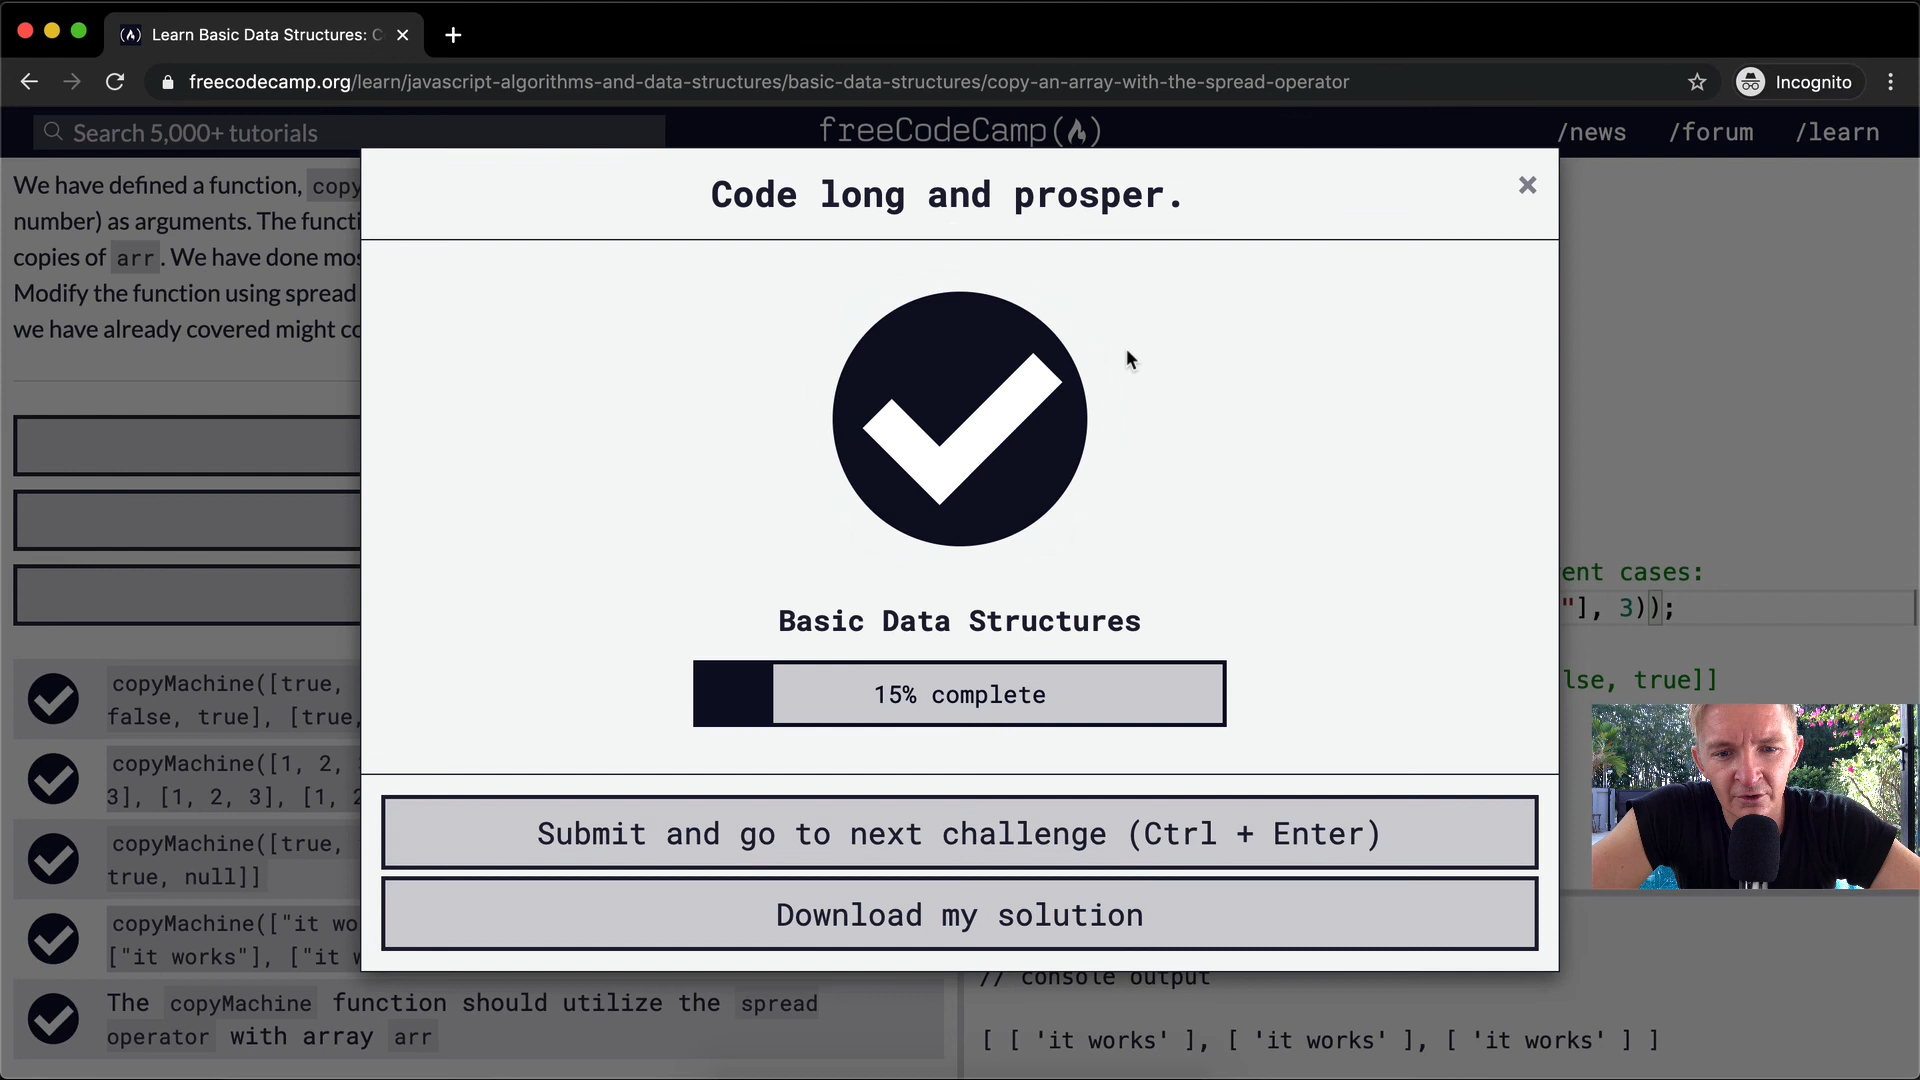 Learn Basic Data Structures: C
freecodecamp.org/learn/javascript-algorithms-and-data-structures/basic-data-structures/copy-an-array-with-the-spread-operator
Incognito
Search 5,000+ tutorials
freeCodeCamp
/news /forum /learn
We have defined a function, copy
number) as arguments. The functi
copies of arr. We have done mos
Modify the function using spread
we have already covered might co
Code long and prosper.
Basic Data Structures
15% complete
Submit and go to next challenge (Ctrl + Enter)
Download my solution
ent cases:
"], 3));
lse, true]]
copyMachine([true,
false, true], [true,
copyMachine([1, 2,
3], [1, 2, 3], [1, 2
copyMachine([true,
true, null]]
copyMachine(["it wo
["it works"], ["it w
The copyMachine function should utilize the spread
operator with array arr
// console output
[ [ 'it works' ], [ 'it works' ], [ 'it works' ] ]